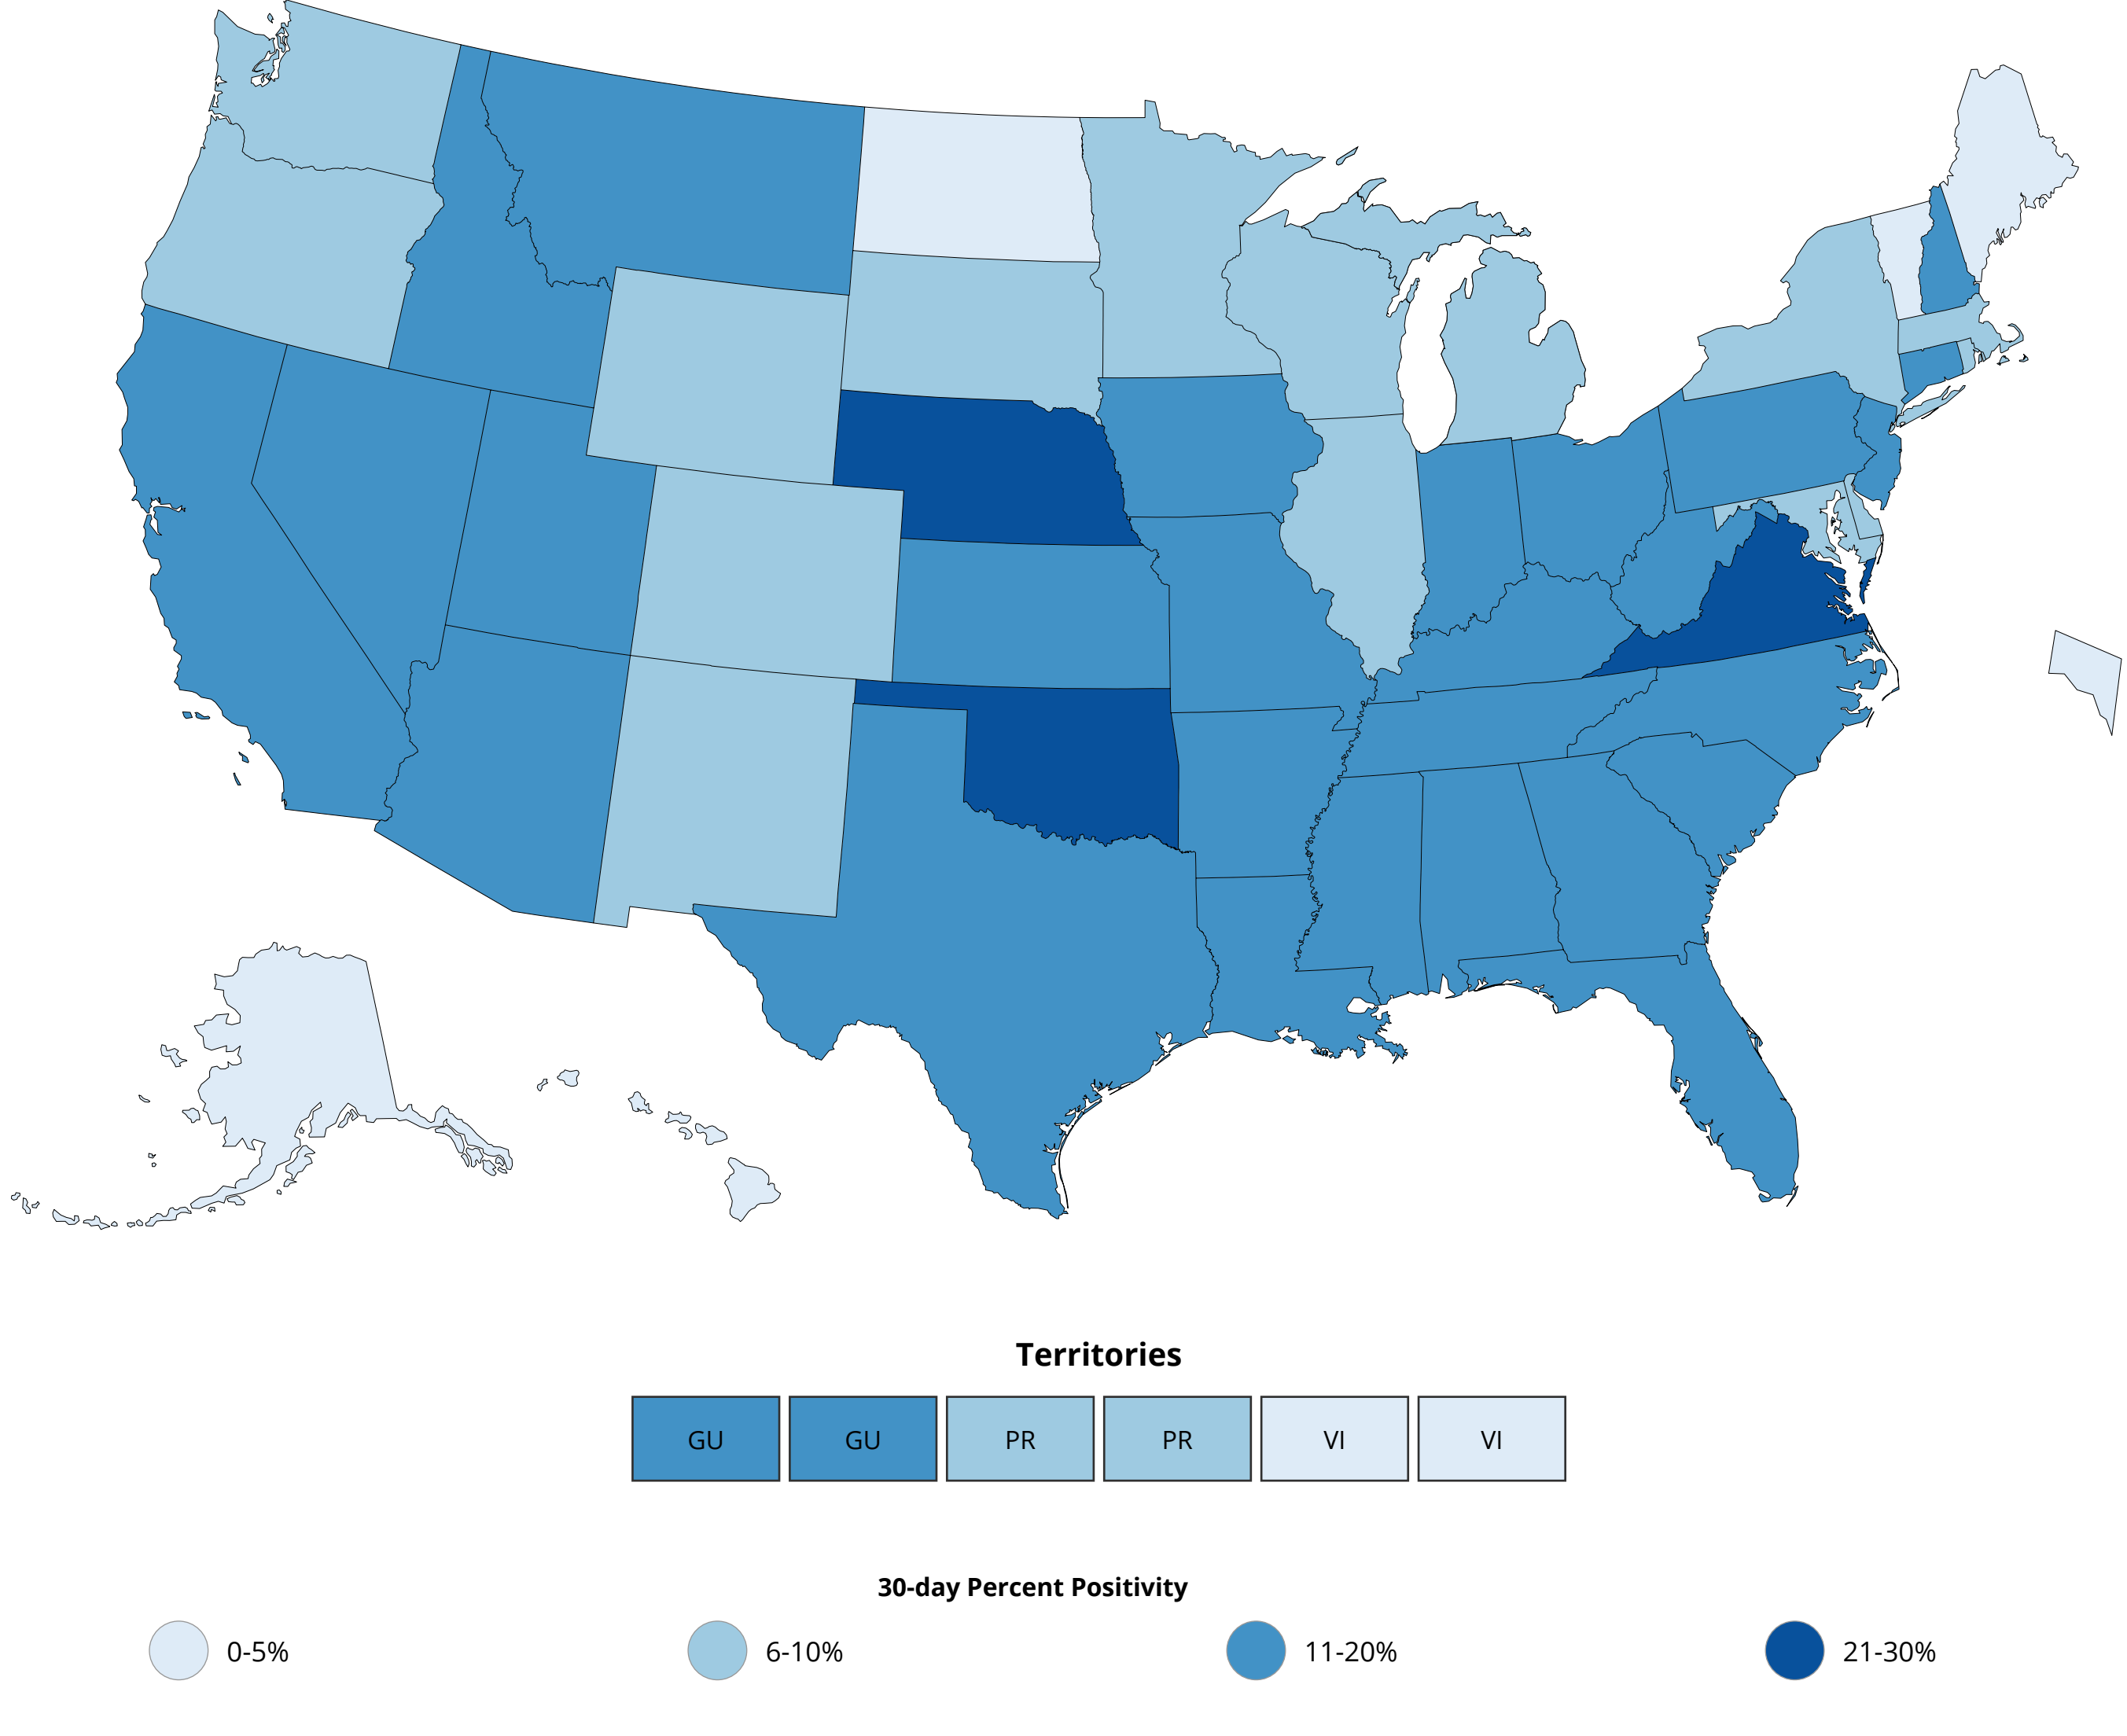 Territories
GU GU PR PR VI VI
30-day Percent Positivity
0-5% 6-10% 11-20% 21-30%